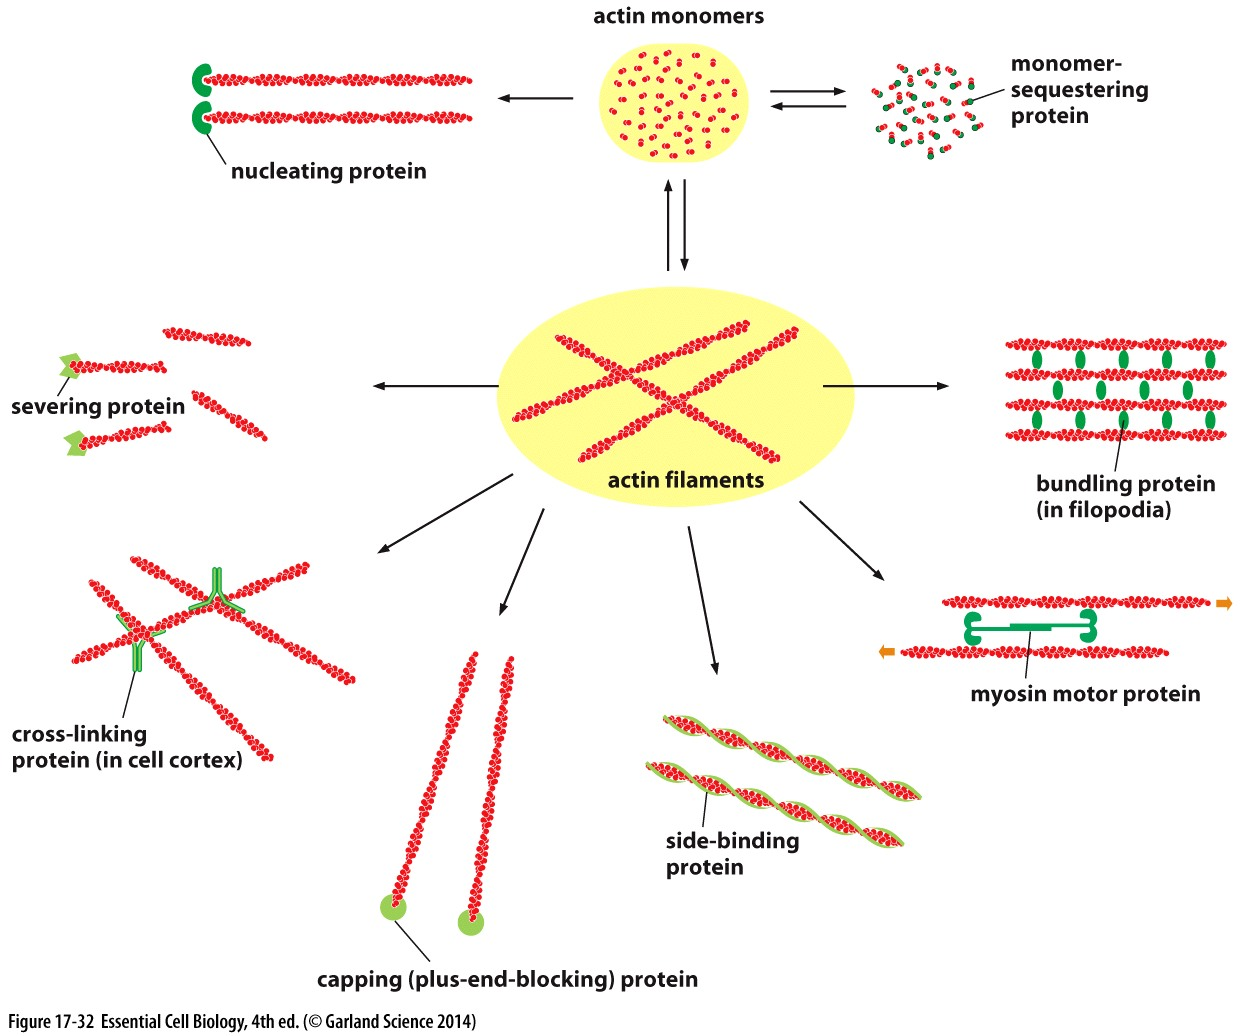 actin monomers
monomer-
sequestering
protein
nucleating protein
severing protein
actin filaments
bundling protein
(in filopodia)
cross-linking
protein (in cell cortex)
myosin motor protein
side-binding
protein
capping (plus-end-blocking) protein
Figure 17-32 Essential Cell Biology, 4th ed. (© Garland Science 2014)